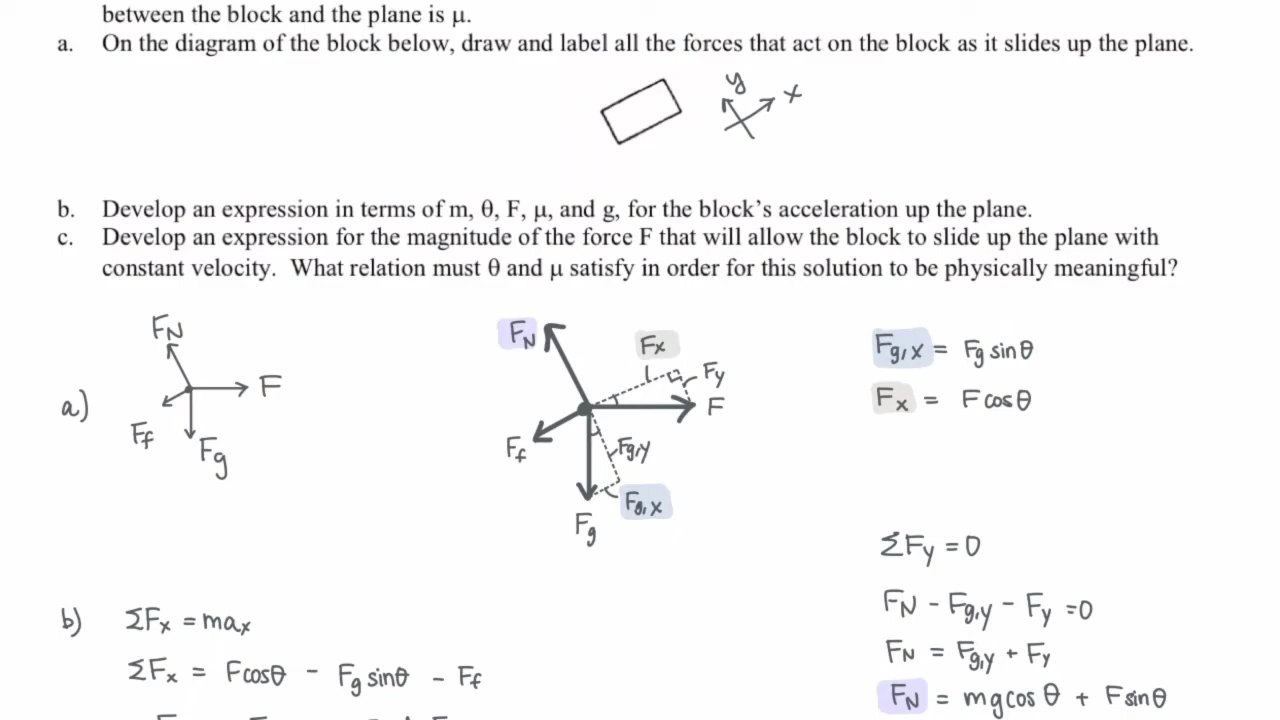 between the block and the plane is μ.
a. On the diagram of the block below, draw and label all the forces that act on the block as it slides up the plane.
y
x
b. Develop an expression in terms of m, θ, F, μ, and g, for the block’s acceleration up the plane.
c. Develop an expression for the magnitude of the force F that will allow the block to slide up the plane with
constant velocity. What relation must θ and μ satisfy in order for this solution to be physically meaningful?
a)
FN
F
Ff
Fg
FN
Fx
Fy
F
Ff
Fg,y
Fg,x
Fg
Fg,x = Fg sinθ
Fx = F cosθ
ΣFy = 0
FN - Fg,y - Fy = 0
FN = Fg,y + Fy
FN = mg cos θ + F sinθ
b) ΣFx = max
ΣFx = Fcosθ - Fg sinθ - Ff